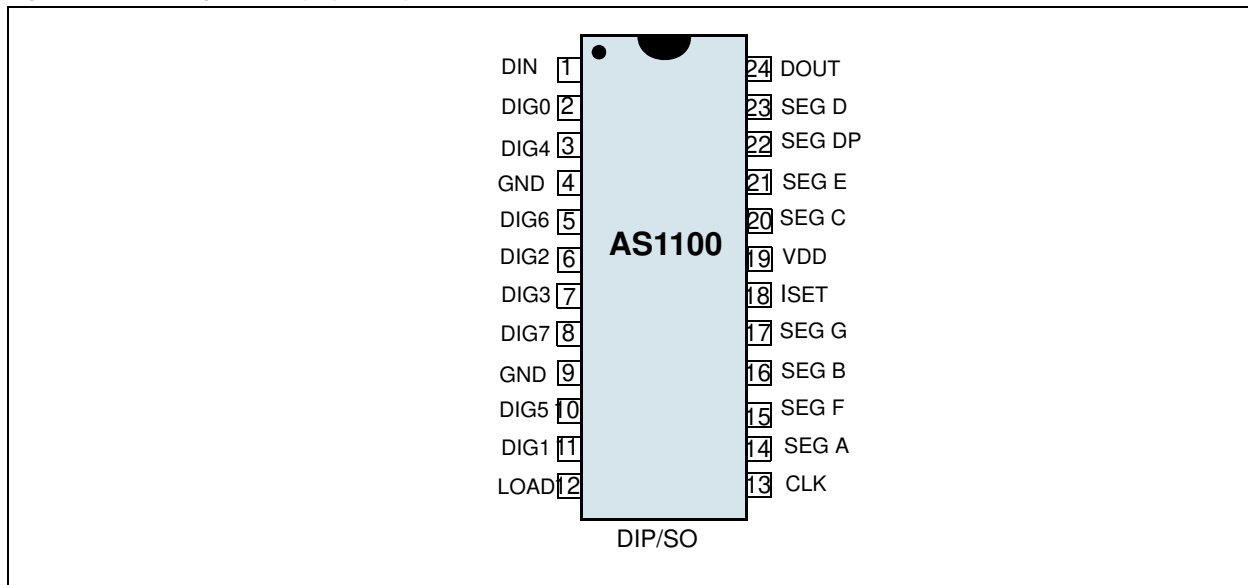 DIN 1 24 DOUT
DIG0 2 23 SEG D
DIG4 3 22 SEG DP
GND 4 21 SEG E
DIG6 5 20 SEG C
DIG2 6 AS1100 19 VDD
DIG3 7 18 ISET
DIG7 8 17 SEG G
GND 9 16 SEG B
DIG5 10 15 SEG F
DIG1 11 14 SEG A
LOAD 12 13 CLK
DIP/SO